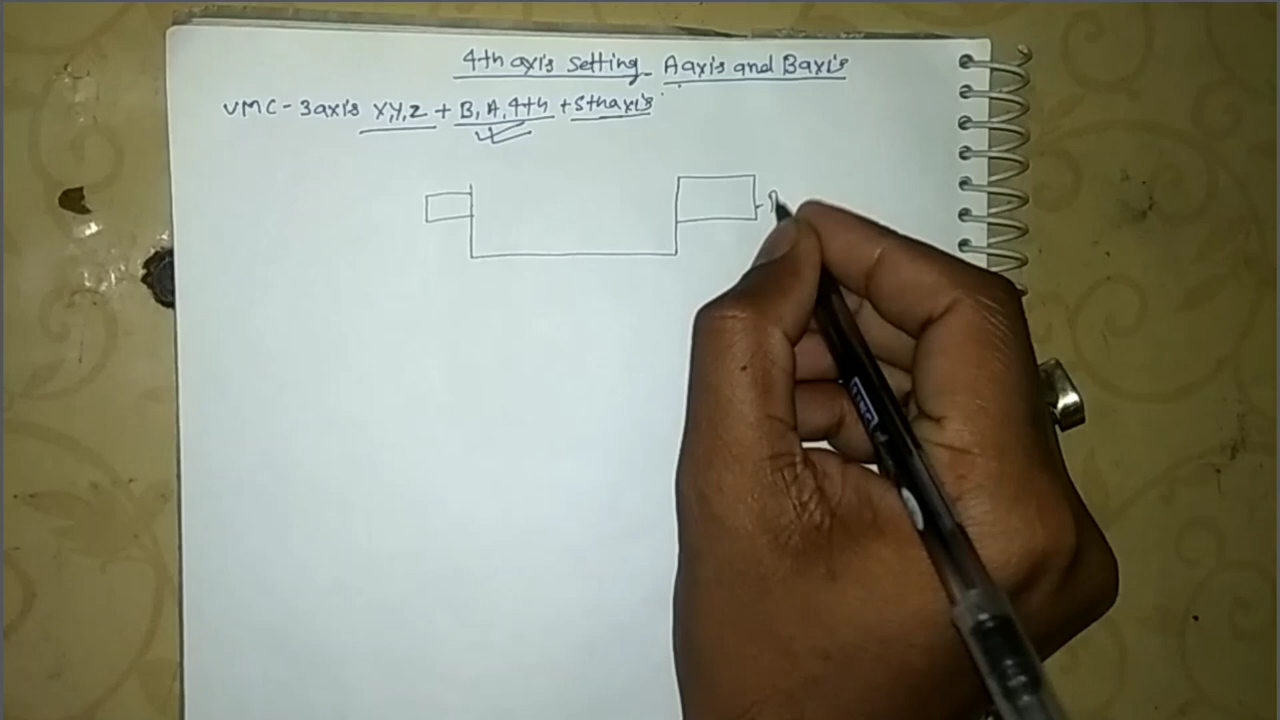 4th axis setting A axis and B axis
VMC - 3 axis X,Y,Z + B, A, 4th + 5th axis